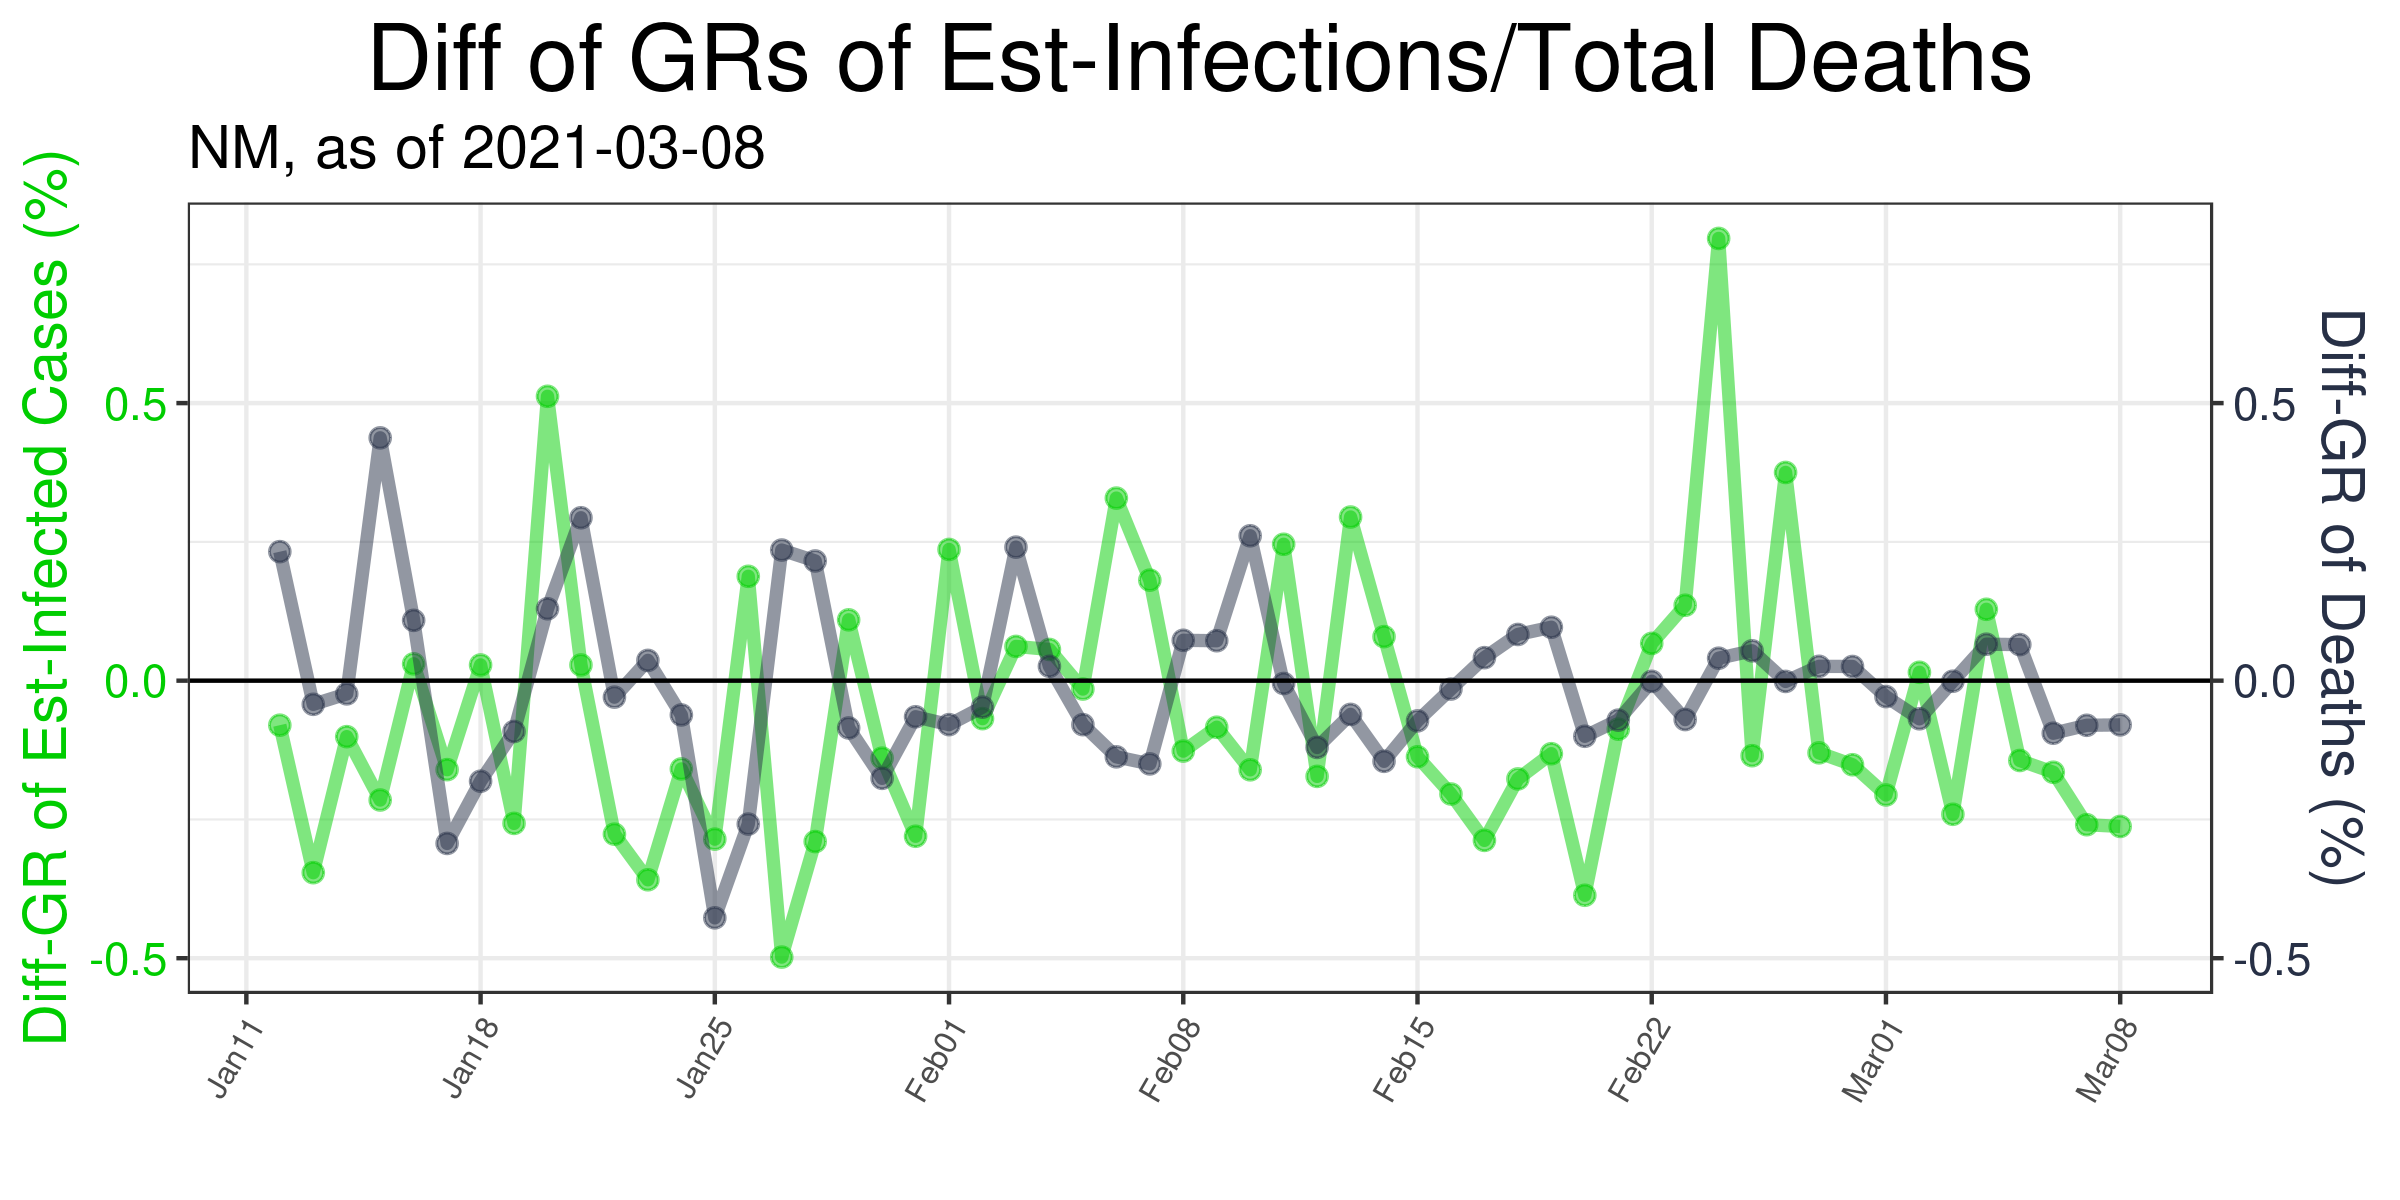 Diff of GRs of Est-Infections/Total Deaths
NM, as of 2021-03-08
Diff-GR of Est-Infected Cases (%)
0.5
0.0
-0.5
0.5
0.0
-0.5
Diff-GR of Deaths (%)
Jan11
Jan18
Jan25
Feb01
Feb08
Feb15
Feb22
Mar01
Mar08